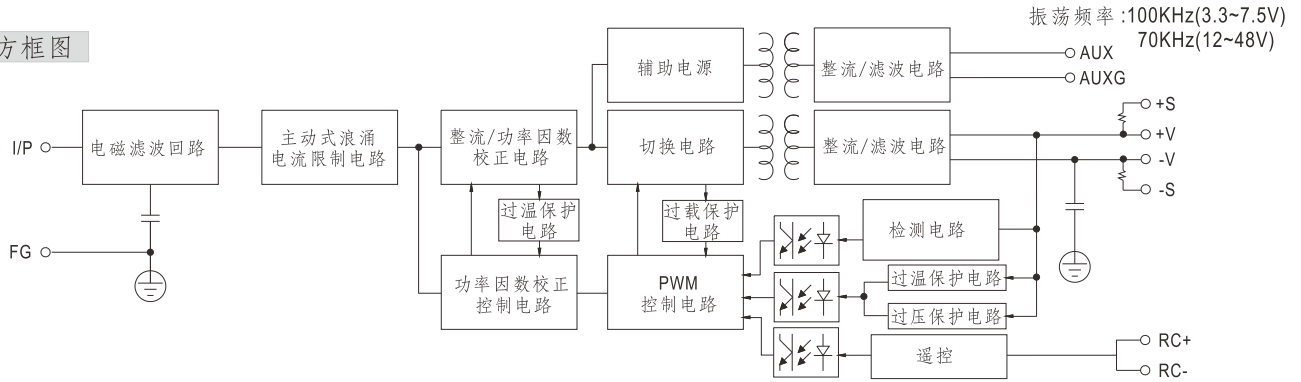 振荡频率 :100KHz(3.3~7.5V)
70KHz(12~48V)
方框图
辅助电源
整流/滤波电路
AUX
AUXG
I/P
电磁滤波回路
主动式浪涌
电流限制电路
整流/功率因数
校正电路
切换电路
整流/滤波电路
+S
+V
-V
-S
过温保护
电路
过载保护
电路
检测电路
FG
功率因数校正
控制电路
PWM
控制电路
过温保护电路
过压保护电路
遥控
RC+
RC-